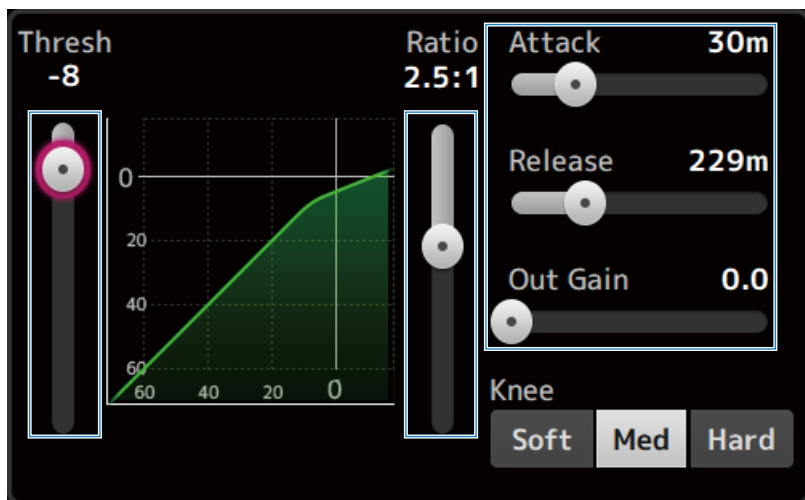 Thresh
-8
Ratio
2.5:1
0
20
40
60
60 40 20 0
Attack 30m
Release 229m
Out Gain 0.0
Knee
Soft Med Hard